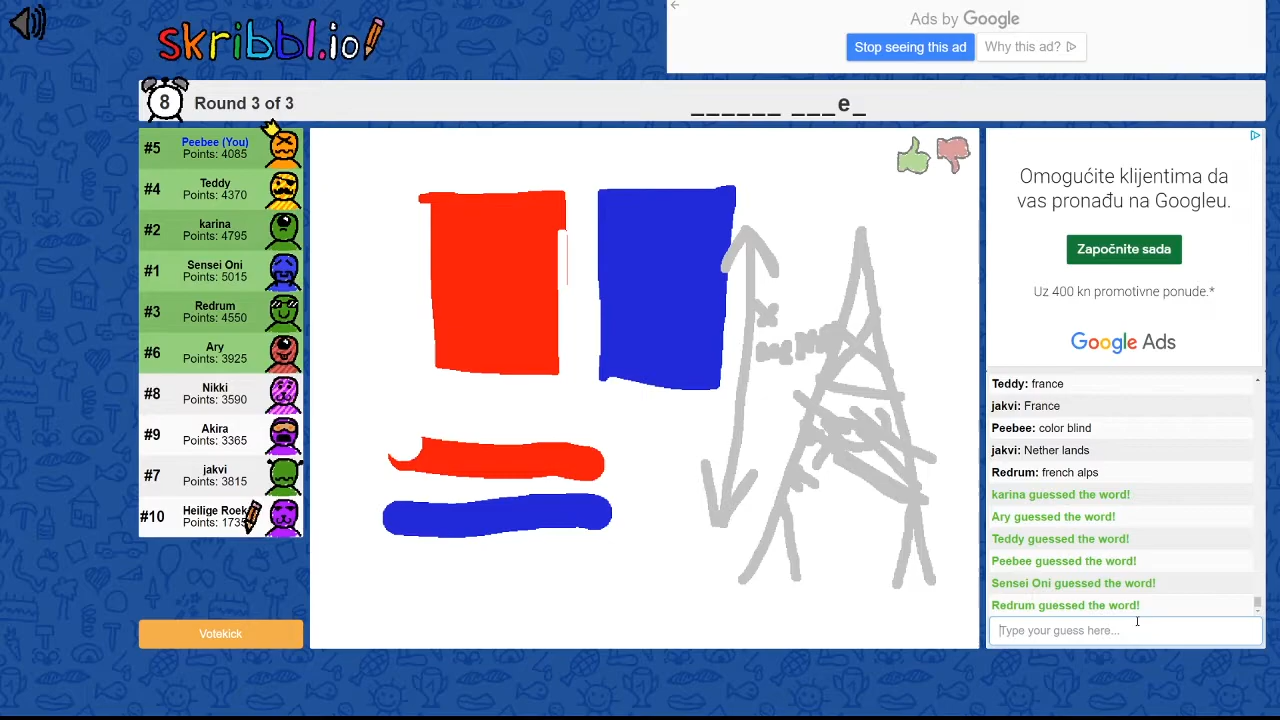 skribbl.io
Ads by Google
Stop seeing this ad
Why this ad?
8
Round 3 of 3
______ ___e_
#5
Peebee (You)
Points: 4085
#4
Teddy
Points: 4370
#2
karina
Points: 4795
#1
Sensei Oni
Points: 5015
#3
Redrum
Points: 4550
#6
Ary
Points: 3925
#8
Nikki
Points: 3590
#9
Akira
Points: 3365
#7
jakvi
Points: 3815
#10
Heilige Roek
Points: 1735
Votekick
Omogućite klijentima da
vas pronađu na Googleu.
Započnite sada
Uz 400 kn promotivne ponude.*
Google Ads
Teddy: france
jakvi: France
Peebee: color blind
jakvi: Nether lands
Redrum: french alps
karina guessed the word!
Ary guessed the word!
Teddy guessed the word!
Peebee guessed the word!
Sensei Oni guessed the word!
Redrum guessed the word!
Type your guess here...